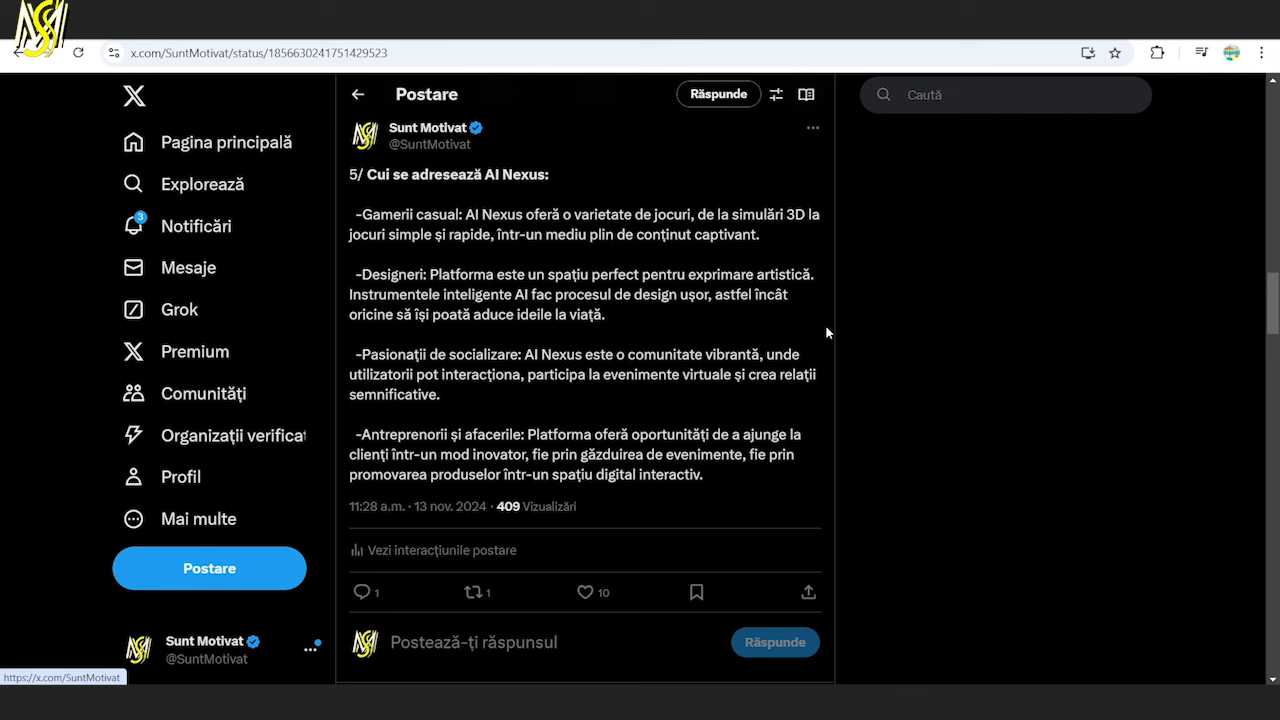 x.com/SuntMotivat/status/1856630241751429523
Postare
Răspunde
Caută
Pagina principală
Explorează
3
Notificări
Mesaje
Grok
Premium
Comunități
Organizații verificat
Profil
Mai multe
Postare
Sunt Motivat
@SuntMotivat
https://x.com/SuntMotivat
Sunt Motivat
@SuntMotivat
5/ Cui se adresează AI Nexus:
-Gamerii casual: AI Nexus oferă o varietate de jocuri, de la simulări 3D la
jocuri simple și rapide, într-un mediu plin de conținut captivant.
-Designeri: Platforma este un spațiu perfect pentru exprimare artistică.
Instrumentele inteligente AI fac procesul de design ușor, astfel încât
oricine să își poată aduce ideile la viață.
-Pasionații de socializare: AI Nexus este o comunitate vibrantă, unde
utilizatorii pot interacționa, participa la evenimente virtuale și crea relații
semnificative.
-Antreprenorii și afacerile: Platforma oferă oportunități de a ajunge la
clienți într-un mod inovator, fie prin găzduirea de evenimente, fie prin
promovarea produselor într-un spațiu digital interactiv.
11:28 a.m. · 13 nov. 2024 · 409 Vizualizări
Vezi interacțiunile postare
1 1 10
Postează-ți răspunsul
Răspunde